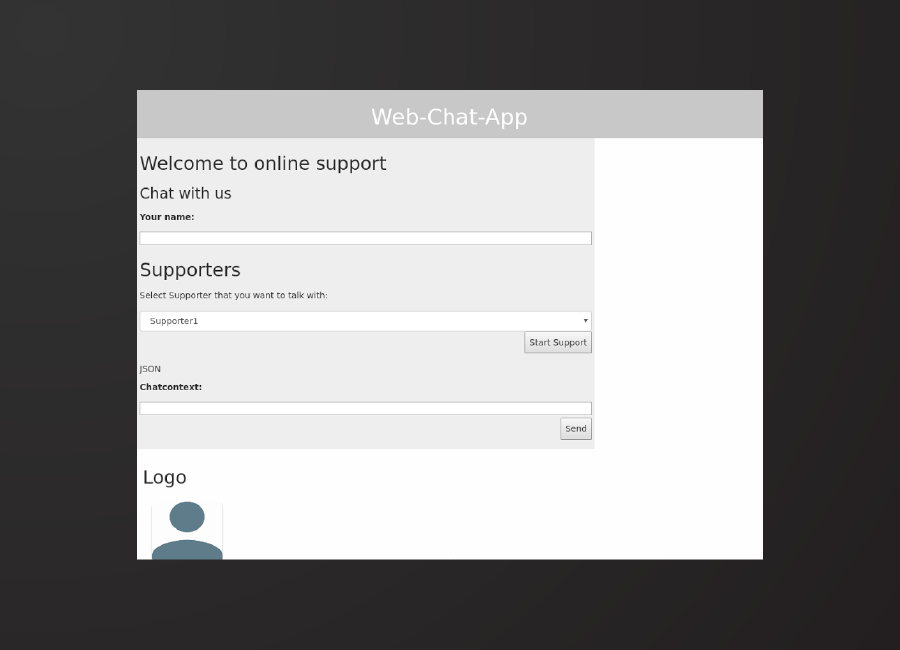 Web-Chat-App
Welcome to online support
Chat with us
Your name:
Supporters
Select Supporter that you want to talk with:
Supporter1
Start Support
JSON
Chatcontext:
Send
Logo